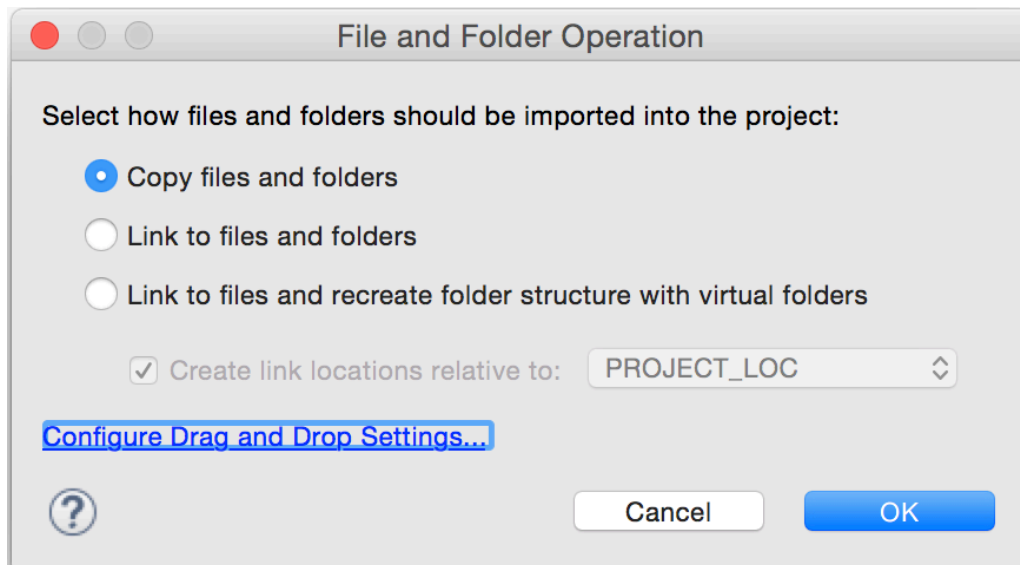 File and Folder Operation
Select how files and folders should be imported into the project:
Copy files and folders
Link to files and folders
Link to files and recreate folder structure with virtual folders
Create link locations relative to: PROJECT_LOC
Configure Drag and Drop Settings...
?
Cancel OK